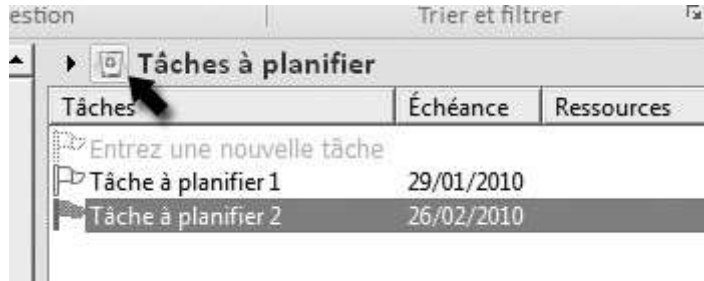 estion Trier et filtrer
Tâches à planifier
Tâches Échéance Ressources
Entrez une nouvelle tâche
Tâche à planifier 1 29/01/2010
Tâche à planifier 2 26/02/2010